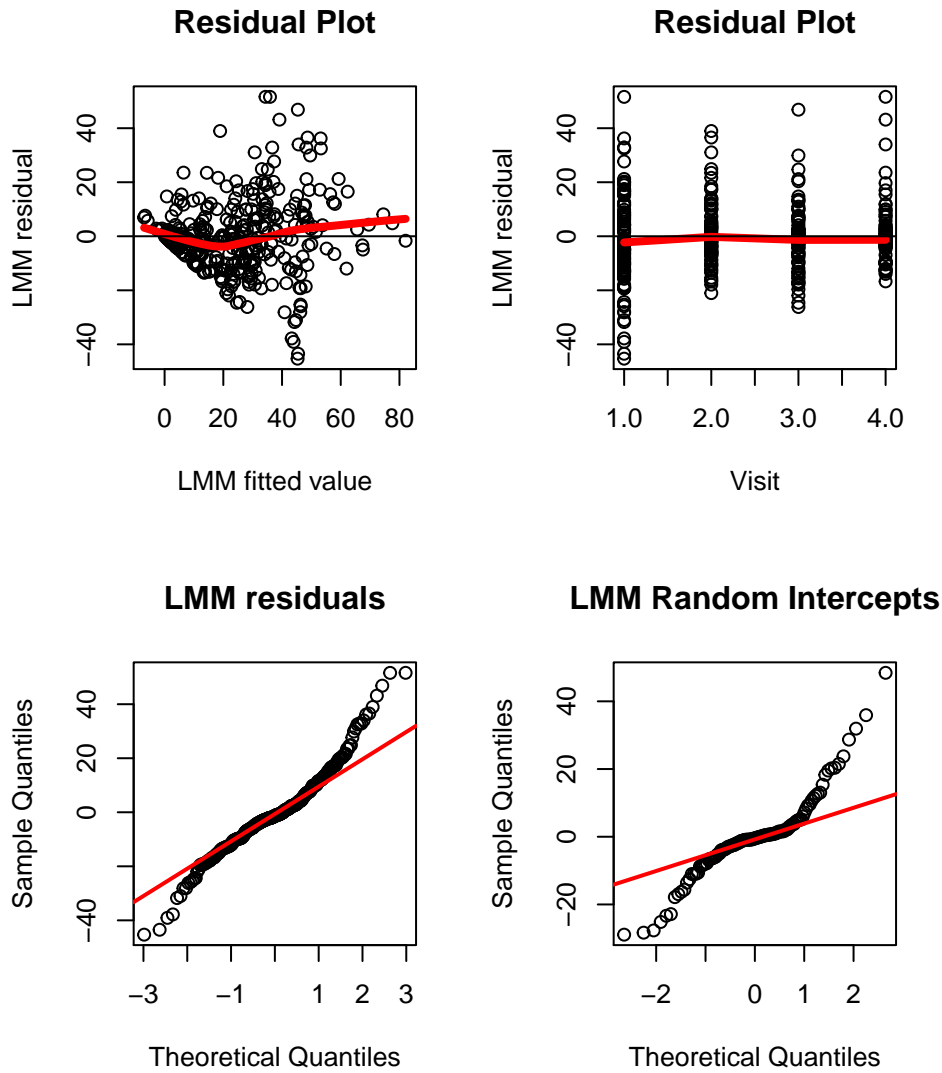 Residual Plot
LMM residual
40
20
0
−20
−40
0 20 40 60 80
LMM fitted value
Residual Plot
LMM residual
40
20
0
−20
−40
1.0 2.0 3.0 4.0
Visit
LMM residuals
Sample Quantiles
40
20
0
−20
−40
−3 −1 1 3
Theoretical Quantiles
LMM Random Intercepts
Sample Quantiles
40
20
0
−20
−2 0 1 2
Theoretical Quantiles